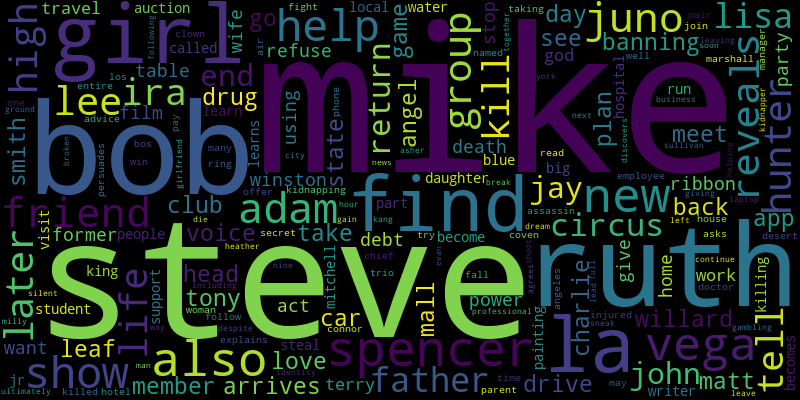 travel auction
high girl clown called wife go help stop day juno lisa
game water local fight taking join pair
refuse see god banning leaving soon party
table end group named together well marshall manager
lee ira drug return angel kill plan hospital run business reveals
one film using state phone york meet
smith learn learns death next hunter
bob mike
entire advice pay broken bos many win ring girlfriend persuades
winston city news asher blue read big discovers sullivan kidnapper
daughter break jay new employee ribbon giving laptop
friend club adam kidnapping part find assassin back helping
offer hour voice take debt gain kang try become coven dream circus left house app
later visit former people die secret chief asks desert
steve ruth
king heather head nine trio fall agrees shoot give home work continue doctor
life support tony act mitchell mall power professional charlie angeles lead full killing tell
silent student woman including car connor evan painting willard
milly way follow despite spencer la injured sneak vega gambling
want leaf also explains steal love father john matt
jr show man member arrives identity terry drive time parent may writer becomes
ultimately killed hotel leave